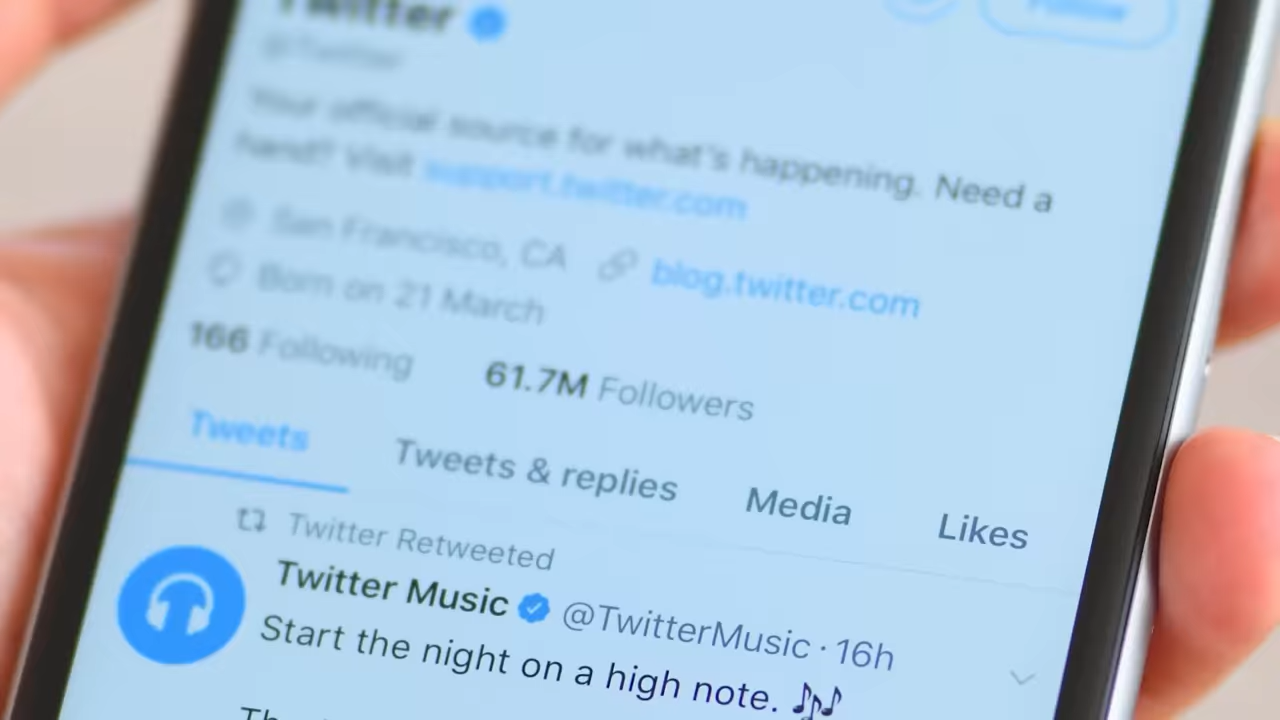 Twitter
@Twitter
Follow
Your official source for what's happening. Need a
hand? Visit support.twitter.com
San Francisco, CA blog.twitter.com
Born on 21 March
166 Following 61.7M Followers
Tweets Tweets & replies Media Likes
Twitter Retweeted
Twitter Music @TwitterMusic · 16h
Start the night on a high note. 🎶